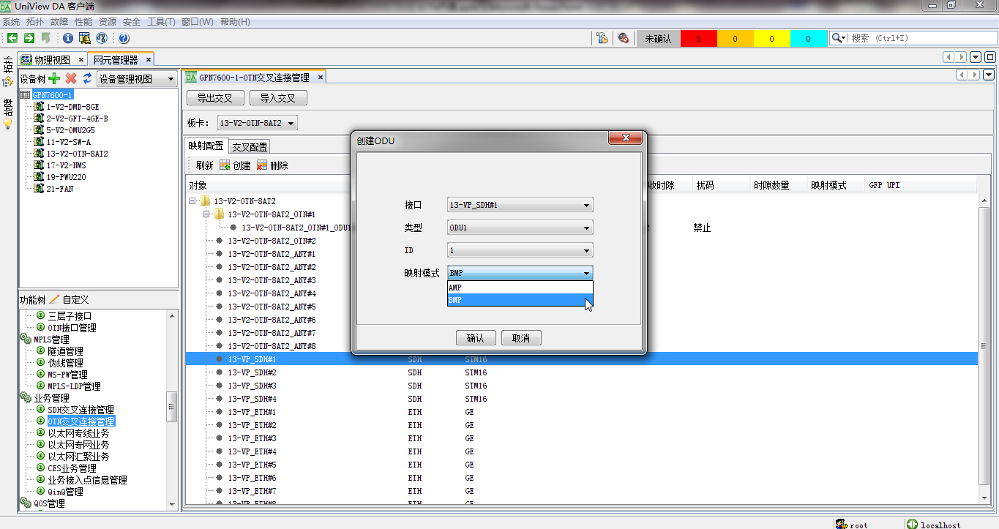 DA UniView DA 客户端
系统 拓扑 故障 性能 资源 安全 工具(T) 窗口(W) 帮助(H)
未确认 0 0 0 0 搜索 (Ctrl+I)
拓扑
故障
物理视图 × 网元管理器 ×
设备树 设备管理视图
GPN7600-1
1-V2-DMD-8GE
2-V2-GFT-4GE-B
5-V2-OMU2G5
11-V2-SW-A
13-V2-OTN-8AT2
17-V2-NMS
19-PWU220
21-FAN
功能树 自定义
三层子接口
OTN接口管理
MPLS管理
隧道管理
伪线管理
MS-PW管理
MPLS-LDP管理
业务管理
SDH交叉连接管理
OTN交叉连接管理
以太网专线业务
以太网专网业务
以太网汇聚业务
CES业务管理
业务接入点信息管理
QinQ管理
QOS管理
DA GPN7600-1-OTN交叉连接管理 ×
导出交叉 导入交叉
板卡: 13-V2-OTN-8AT2
映射配置 交叉配置
刷新 创建 删除
对象 收时隙 扰码 时隙数量 映射模式 GFP UPI
13-V2-OTN-8AT2
13-V2-OTN-8AT2_OTN#1
13-V2-OTN-8AT2_OTN#1_ODU1 2 禁止
13-V2-OTN-8AT2_OTN#2
13-V2-OTN-8AT2_ANY#1
13-V2-OTN-8AT2_ANY#2
13-V2-OTN-8AT2_ANY#3
13-V2-OTN-8AT2_ANY#4
13-V2-OTN-8AT2_ANY#5
13-V2-OTN-8AT2_ANY#6
13-V2-OTN-8AT2_ANY#7
13-V2-OTN-8AT2_ANY#8
13-VP_SDH#1 SDH STM16
13-VP_SDH#2 SDH STM16
13-VP_SDH#3 SDH STM16
13-VP_SDH#4 SDH STM16
13-VP_ETH#1 ETH GE
13-VP_ETH#2 ETH GE
13-VP_ETH#3 ETH GE
13-VP_ETH#4 ETH GE
13-VP_ETH#5 ETH GE
13-VP_ETH#6 ETH GE
13-VP_ETH#7 ETH GE
13-VP_ETH#8 ETH GE
创建ODU
接口 13-VP_SDH#1
类型 ODU1
ID 1
映射模式 BMP
AMP
BMP
确认 取消
root localhost